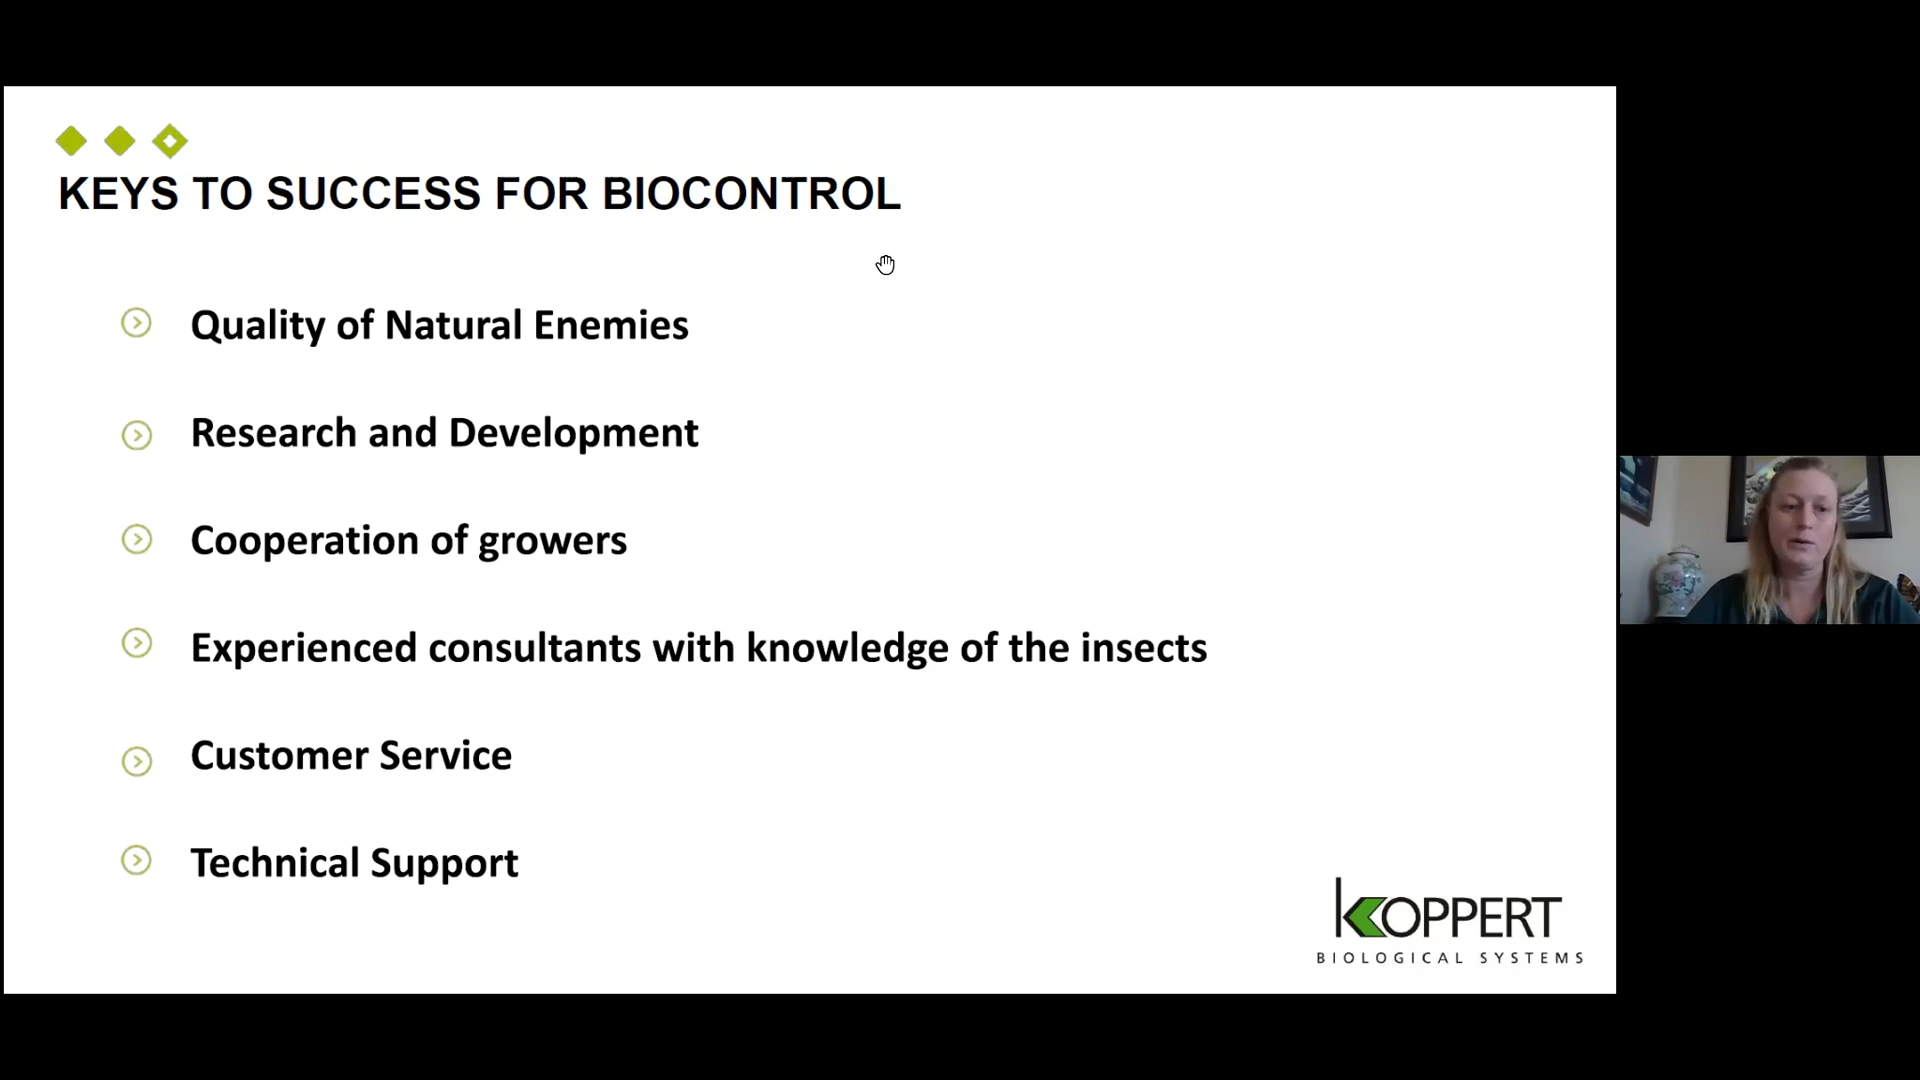 KEYS TO SUCCESS FOR BIOCONTROL
Quality of Natural Enemies
Research and Development
Cooperation of growers
Experienced consultants with knowledge of the insects
Customer Service
Technical Support
KOPPERT
BIOLOGICAL SYSTEMS